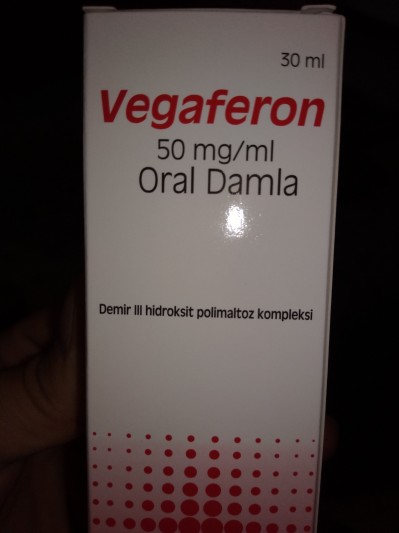 30 ml
Vegaferon
50 mg/ml
Oral Damla
Demir III hidroksit polimaltoz kompleksi